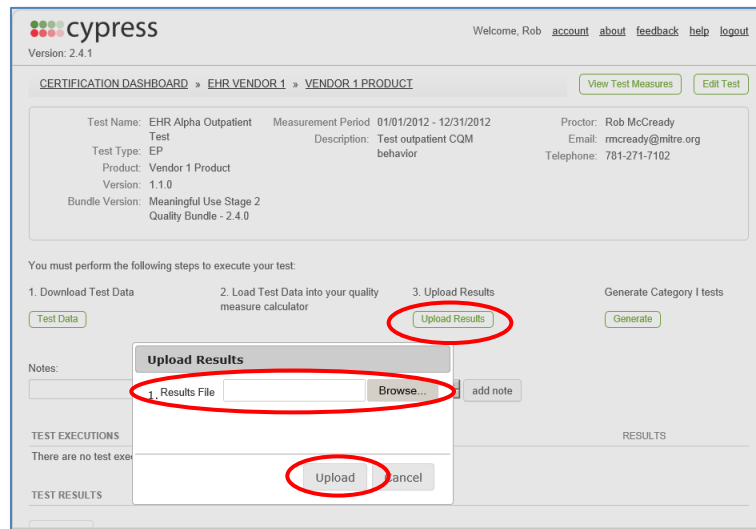 cypress
Welcome, Rob account about feedback help logout
Version: 2.4.1
CERTIFICATION DASHBOARD » EHR VENDOR 1 » VENDOR 1 PRODUCT
View Test Measures
Edit Test
Test Name: EHR Alpha Outpatient Test
Test Type: EP
Product: Vendor 1 Product
Version: 1.1.0
Bundle Version: Meaningful Use Stage 2
Quality Bundle - 2.4.0
Measurement Period 01/01/2012 - 12/31/2012
Description: Test outpatient CQM
behavior
Proctor: Rob McCready
Email: rmcready@mitre.org
Telephone: 781-271-7102
You must perform the following steps to execute your test:
1. Download Test Data
Test Data
2. Load Test Data into your quality
measure calculator
3. Upload Results
Upload Results
Generate Category I tests
Generate
Notes:
add note
Upload Results
1. Results File
Browse...
Upload
Cancel
TEST EXECUTIONS
RESULTS
There are no test
TEST RESULTS